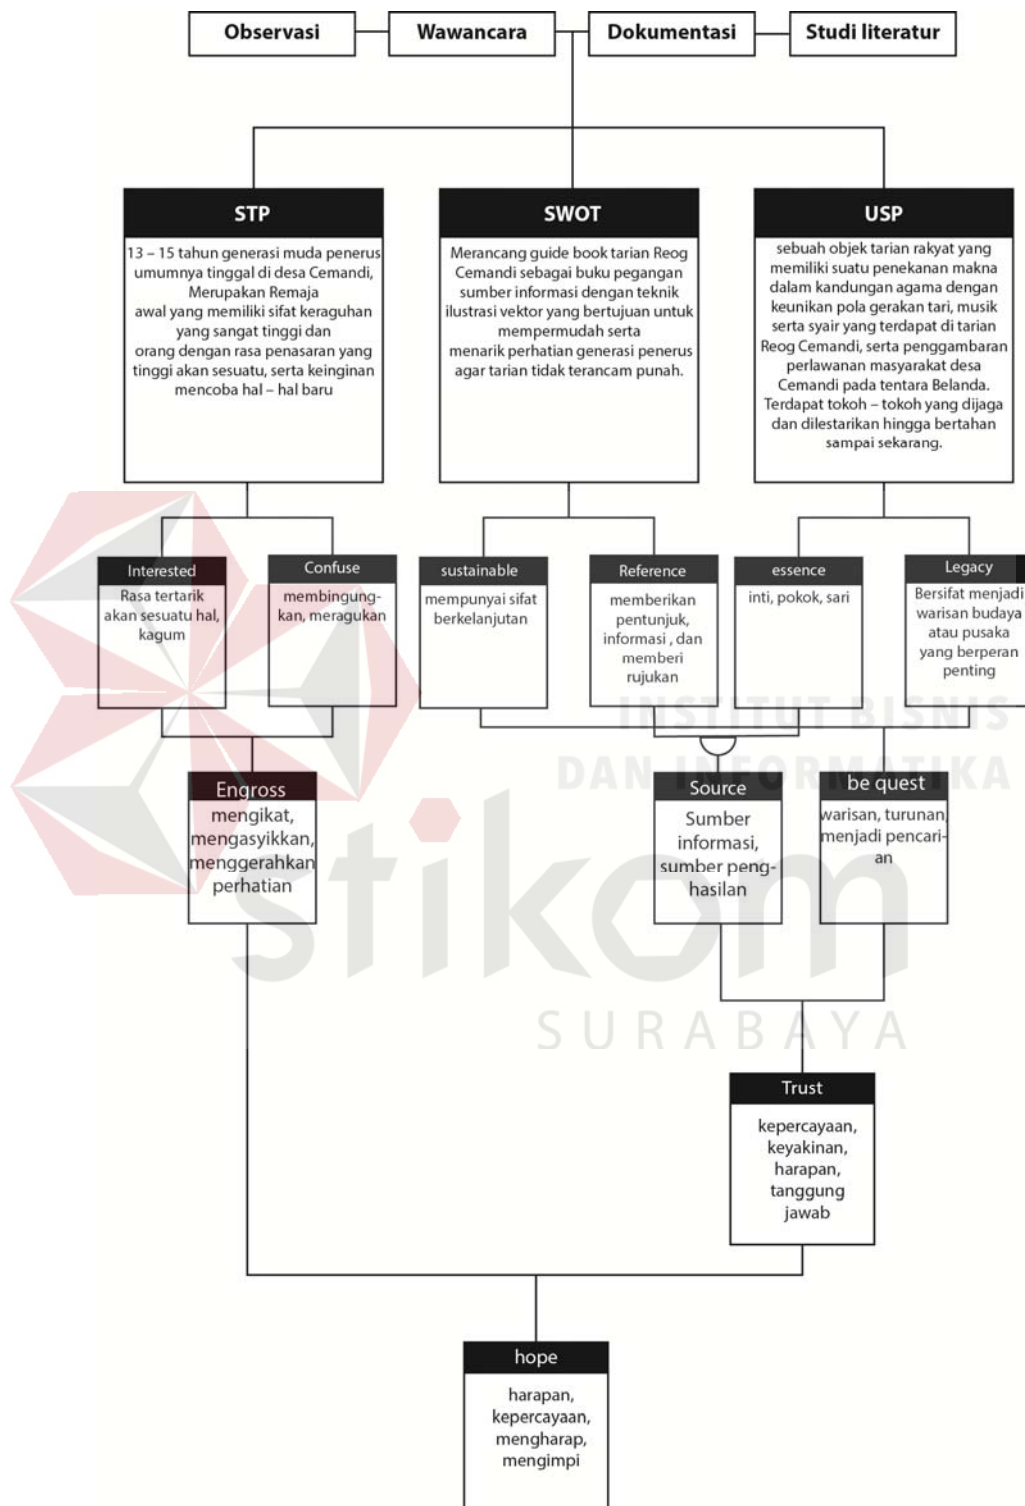 Observasi
Wawancara
Dokumentasi
Studi literatur
STP
13 – 15 tahun generasi muda penerus
umumnya tinggal di desa Cemandi,
Merupakan Remaja
awal yang memiliki sifat keraguhan
yang sangat tinggi dan
orang dengan rasa penasaran yang
tinggi akan sesuatu, serta keinginan
mencoba hal – hal baru
SWOT
Merancang guide book tarian Reog
Cemandi sebagai buku pegangan
sumber informasi dengan teknik
ilustrasi vektor yang bertujuan untuk
mempermudah serta
menarik perhatian generasi penerus
agar tarian tidak terancam punah.
USP
sebuah objek tarian rakyat yang
memiliki suatu penekanan makna
dalam kandungan agama dengan
keunikan pola gerakan tari, musik
serta syair yang terdapat di tarian
Reog Cemandi, serta penggambaran
perlawanan masyarakat desa
Cemandi pada tentara Belanda.
Terdapat tokoh – tokoh yang dijaga
dan dilestarikan hingga bertahan
sampai sekarang.
Interested
Rasa tertarik
akan sesuatu hal,
kagum
Confuse
membingung-
kan, meragukan
sustainable
mempunyai sifat
berkelanjutan
Reference
memberikan
pentunjuk,
informasi , dan
memberi
rujukan
essence
inti, pokok, sari
Legacy
Bersifat menjadi
warisan budaya
atau pusaka
yang berperan
penting
INSTITUT BISNIS
DAN INFORMATIKA
Engross
mengikat,
mengasyikkan,
menggerahkan
perhatian
Source
Sumber
informasi,
sumber peng-
hasilan
be quest
warisan, turunan,
menjadi pencari-
an
stikom
SURABAYA
Trust
kepercayaan,
keyakinan,
harapan,
tanggung
jawab
hope
harapan,
kepercayaan,
mengharap,
mengimpi